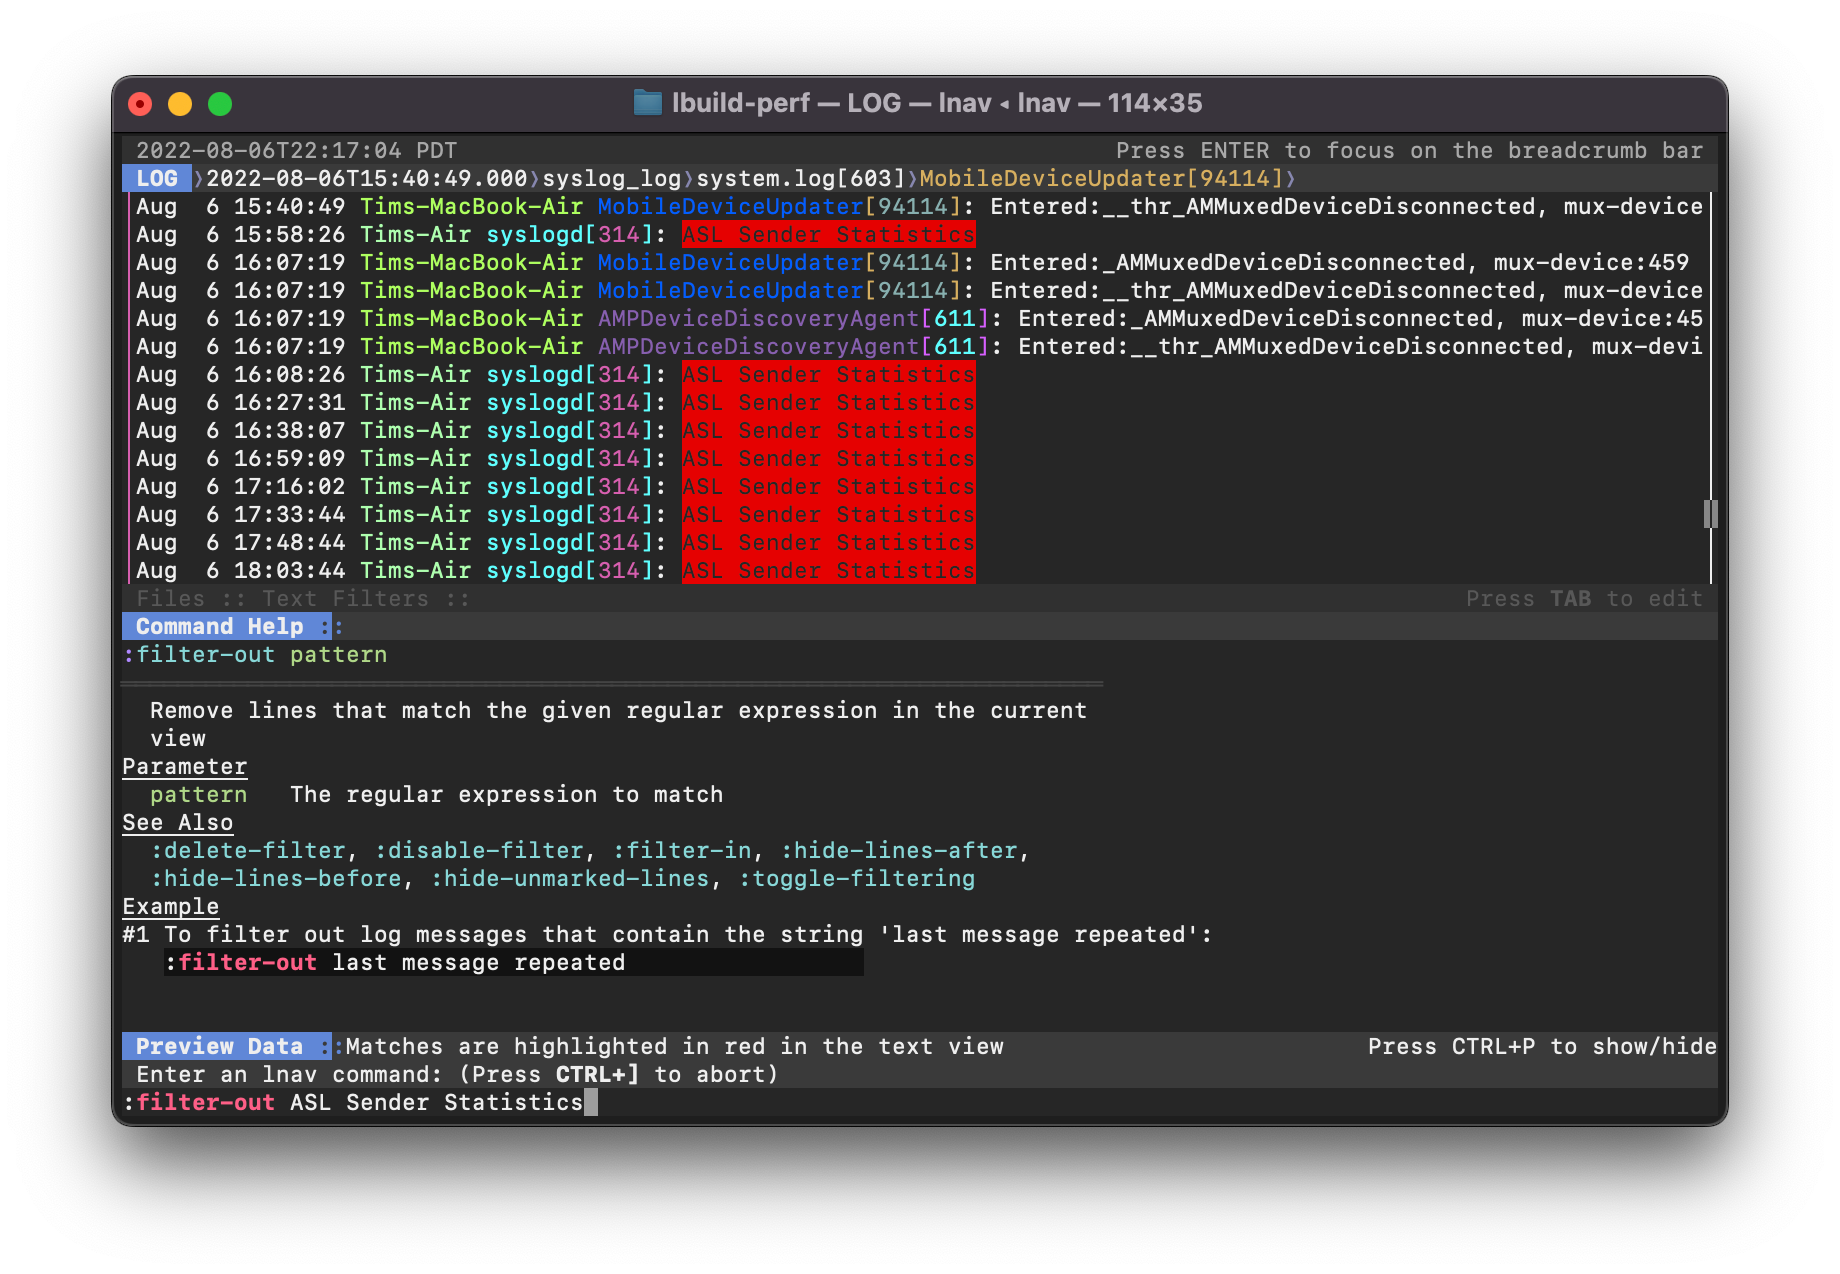 lbuild-perf — LOG — lnav ◂ lnav — 114×35
2022-08-06T22:17:04 PDT Press ENTER to focus on the breadcrumb bar
LOG ❭2022-08-06T15:40:49.000❭syslog_log❭system.log[603]❭MobileDeviceUpdater[94114]❭
Aug  6 15:40:49 Tims-MacBook-Air MobileDeviceUpdater[94114]: Entered:__thr_AMMuxedDeviceDisconnected, mux-device
Aug  6 15:58:26 Tims-Air syslogd[314]: ASL Sender Statistics
Aug  6 16:07:19 Tims-MacBook-Air MobileDeviceUpdater[94114]: Entered:_AMMuxedDeviceDisconnected, mux-device:459
Aug  6 16:07:19 Tims-MacBook-Air MobileDeviceUpdater[94114]: Entered:__thr_AMMuxedDeviceDisconnected, mux-device
Aug  6 16:07:19 Tims-MacBook-Air AMPDeviceDiscoveryAgent[611]: Entered:_AMMuxedDeviceDisconnected, mux-device:45
Aug  6 16:07:19 Tims-MacBook-Air AMPDeviceDiscoveryAgent[611]: Entered:__thr_AMMuxedDeviceDisconnected, mux-devi
Aug  6 16:08:26 Tims-Air syslogd[314]: ASL Sender Statistics
Aug  6 16:27:31 Tims-Air syslogd[314]: ASL Sender Statistics
Aug  6 16:38:07 Tims-Air syslogd[314]: ASL Sender Statistics
Aug  6 16:59:09 Tims-Air syslogd[314]: ASL Sender Statistics
Aug  6 17:16:02 Tims-Air syslogd[314]: ASL Sender Statistics
Aug  6 17:33:44 Tims-Air syslogd[314]: ASL Sender Statistics
Aug  6 17:48:44 Tims-Air syslogd[314]: ASL Sender Statistics
Aug  6 18:03:44 Tims-Air syslogd[314]: ASL Sender Statistics
Files :: Text Filters :: Press TAB to edit
Command Help ::
:filter-out pattern
Remove lines that match the given regular expression in the current
view
Parameter
pattern   The regular expression to match
See Also
:delete-filter, :disable-filter, :filter-in, :hide-lines-after,
:hide-lines-before, :hide-unmarked-lines, :toggle-filtering
Example
#1 To filter out log messages that contain the string 'last message repeated':
:filter-out last message repeated
Preview Data ::Matches are highlighted in red in the text view Press CTRL+P to show/hide
Enter an lnav command: (Press CTRL+] to abort)
:filter-out ASL Sender Statistics